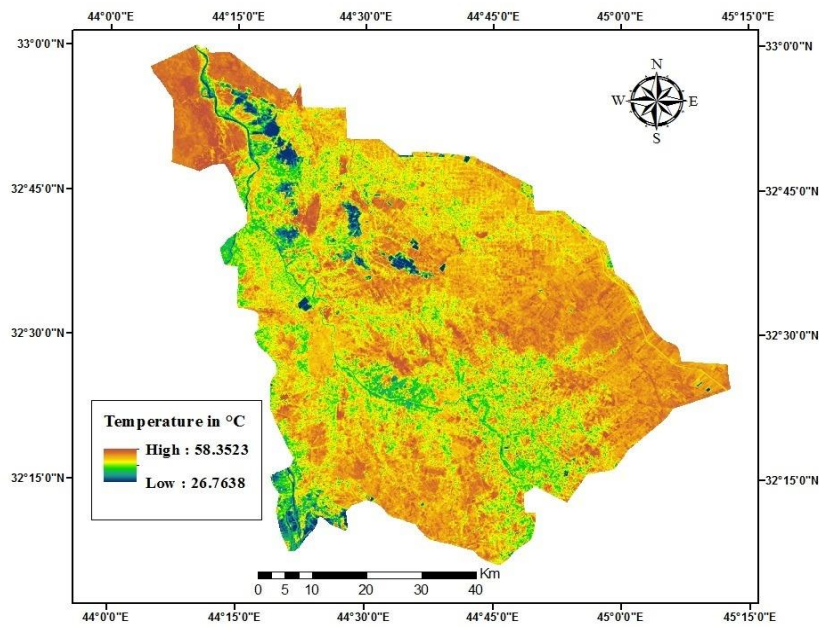 44°0'0"E 44°15'0"E 44°30'0"E 44°45'0"E 45°0'0"E 45°15'0"E
33°0'0"N 33°0'0"N
N
W E
S
32°45'0"N 32°45'0"N
32°30'0"N 32°30'0"N
Temperature in °C
High : 58.3523
Low : 26.7638
32°15'0"N 32°15'0"N
Km
0 5 10 20 30 40
44°0'0"E 44°15'0"E 44°30'0"E 44°45'0"E 45°0'0"E 45°15'0"E